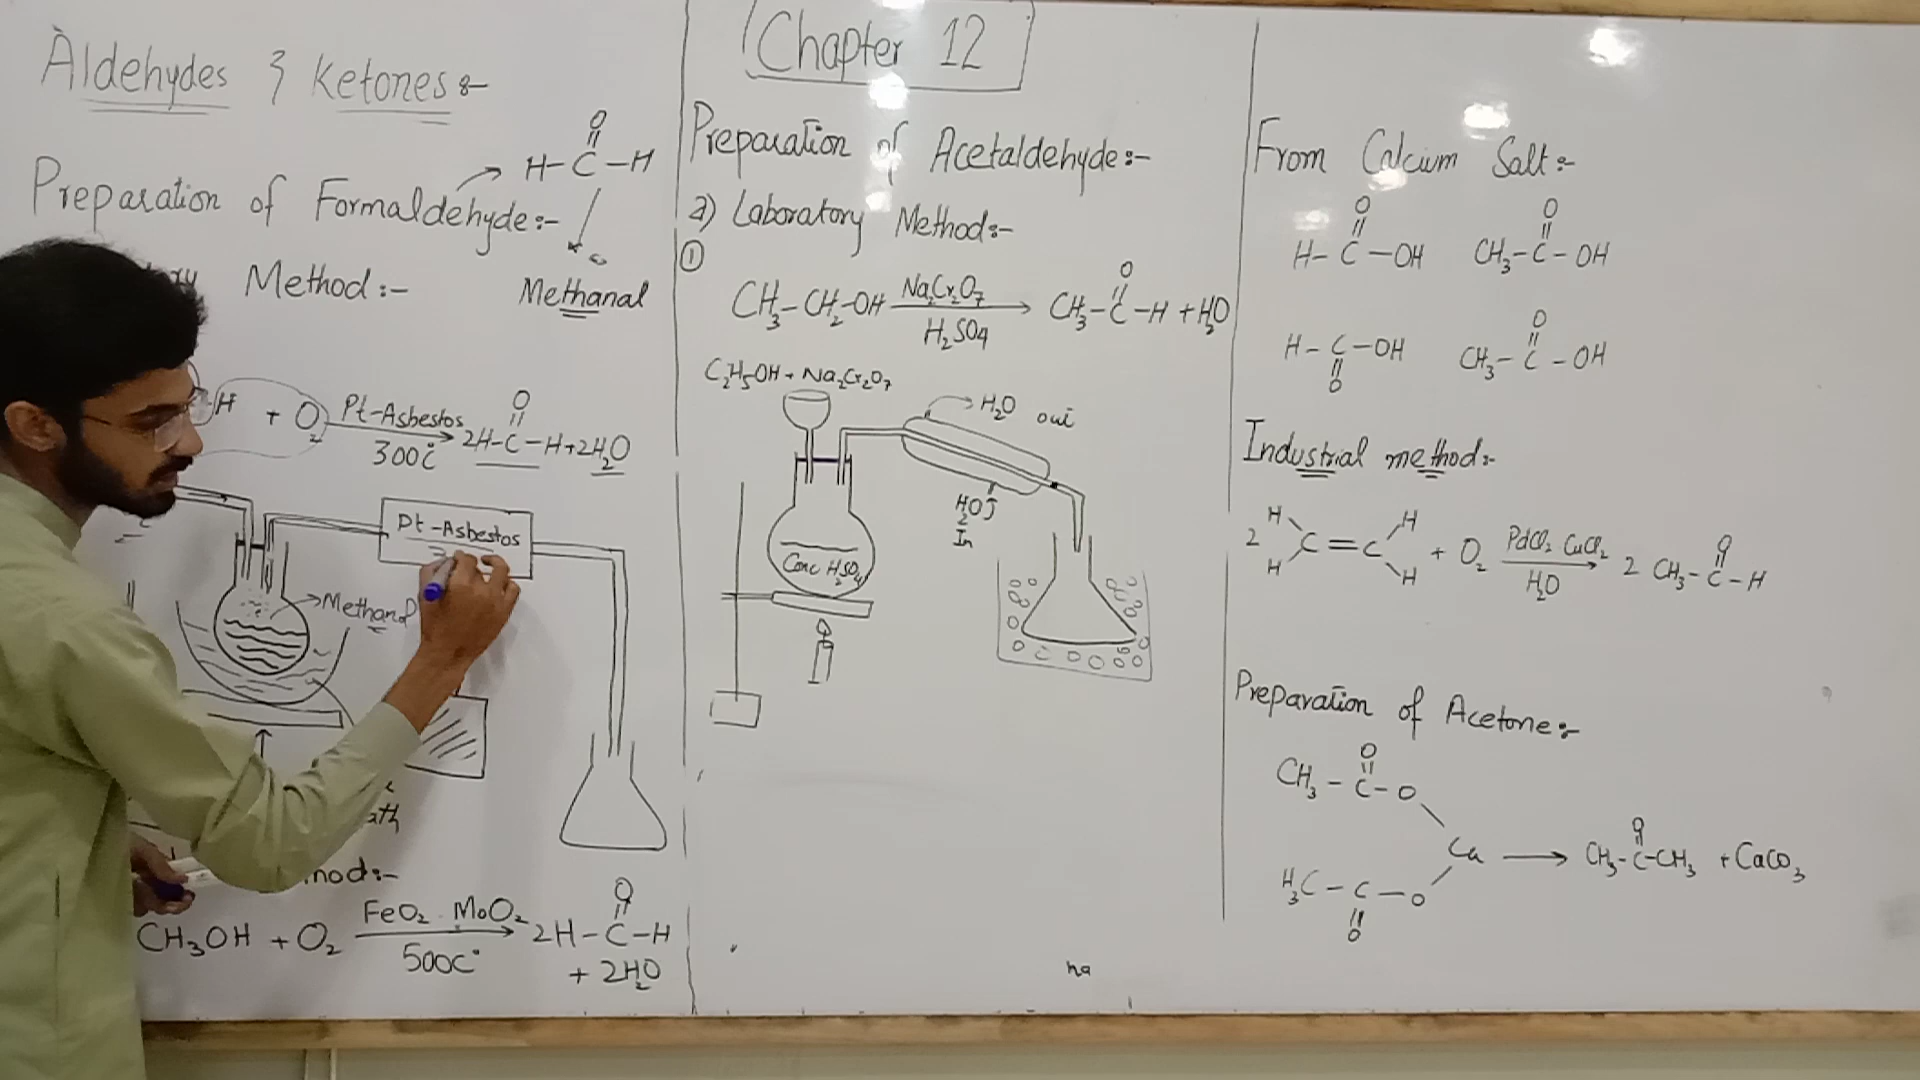 Aldehydes & Ketones:-
Preparation of Formaldehyde:-
O
H-C-H
Methanal
Method:-
H + O2 Pt-Asbestos 2H-C-H+2H2O
O
300C°
Pt-Asbestos
Methanol
ath
CH3OH + O2 FeO2 . MoO2 2H-C-H
O
500C°
+ 2H2O
Chapter 12
Preparation of Acetaldehyde:-
a) Laboratory Method:-
①
CH3-CH2-OH Na2Cr2O7 CH3-C-H + H2O
O
H2SO4
C2H5OH + Na2Cr2O7
H2O out
H2O
In
Conc H2SO4
na
From Calcium Salt:-
O O
H-C-OH CH3-C-OH
O
H-C-OH CH3-C-OH
O
Industrial method:-
H H
2 C=C + O2 PdCl2 CuCl2 2 CH3-C-H
O
H H
H2O
Preparation of Acetone:-
O
CH3-C-O
Ca → CH3-C-CH3 + CaCO3
O
H3C-C-O
O